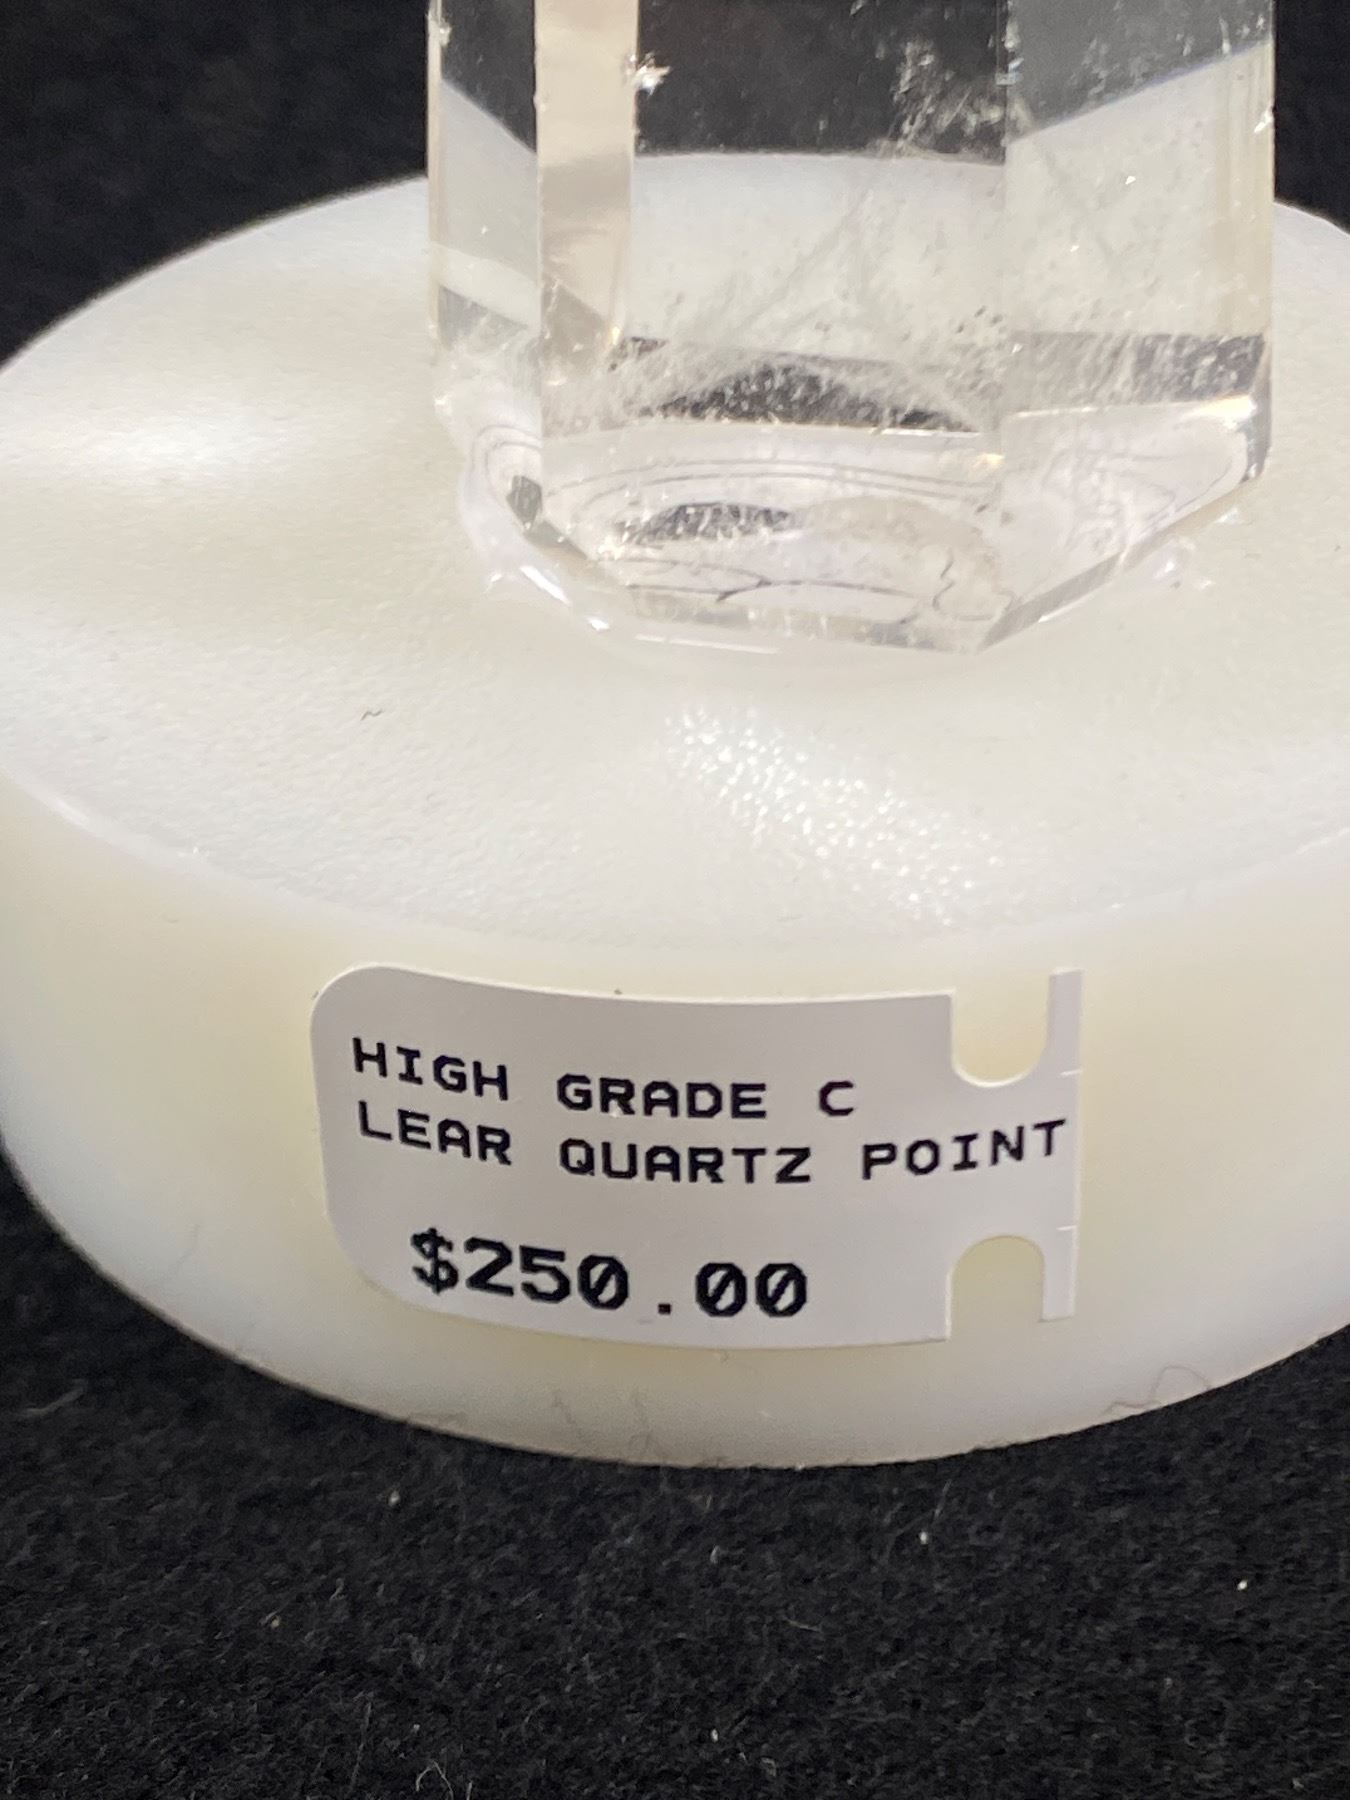 HIGH GRADE C
LEAR QUARTZ POINT
$250.00